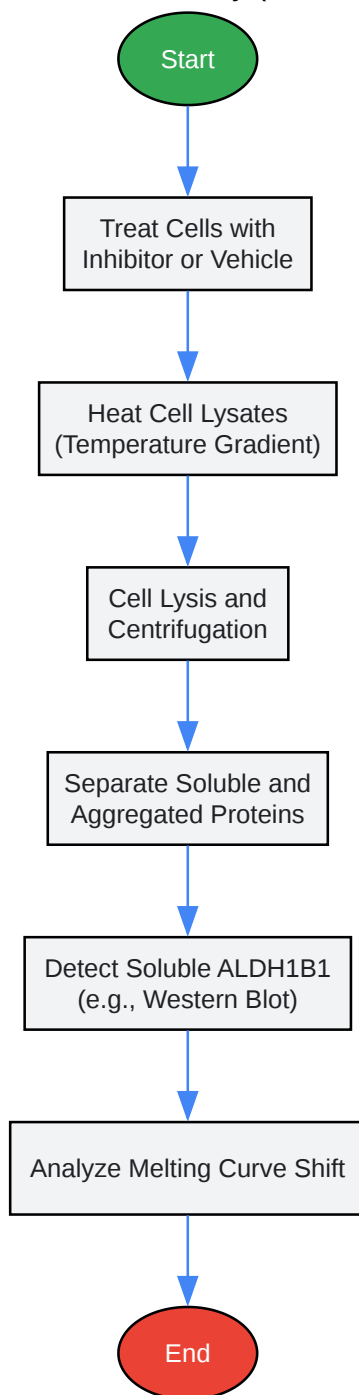 Start
Treat Cells with
Inhibitor or Vehicle
Heat Cell Lysates
(Temperature Gradient)
Cell Lysis and
Centrifugation
Separate Soluble and
Aggregated Proteins
Detect Soluble ALDH1B1
(e.g., Western Blot)
Analyze Melting Curve Shift
End